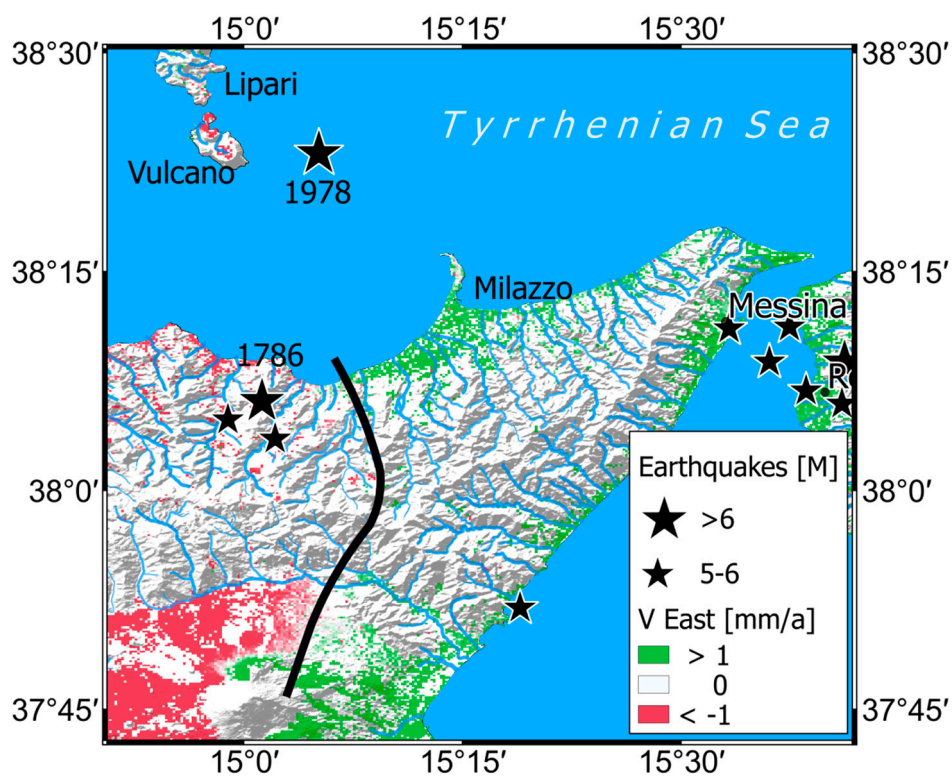 15°0′ 15°15′ 15°30′
38°30′ 38°30′
Lipari
Tyrrhenian Sea
Vulcano
1978
38°15′ 38°15′
Milazzo
Messina
1786
R
38°0′ 38°0′
Earthquakes [M]
>6
5-6
V East [mm/a]
> 1
0
< -1
37°45′ 37°45′
15°0′ 15°15′ 15°30′